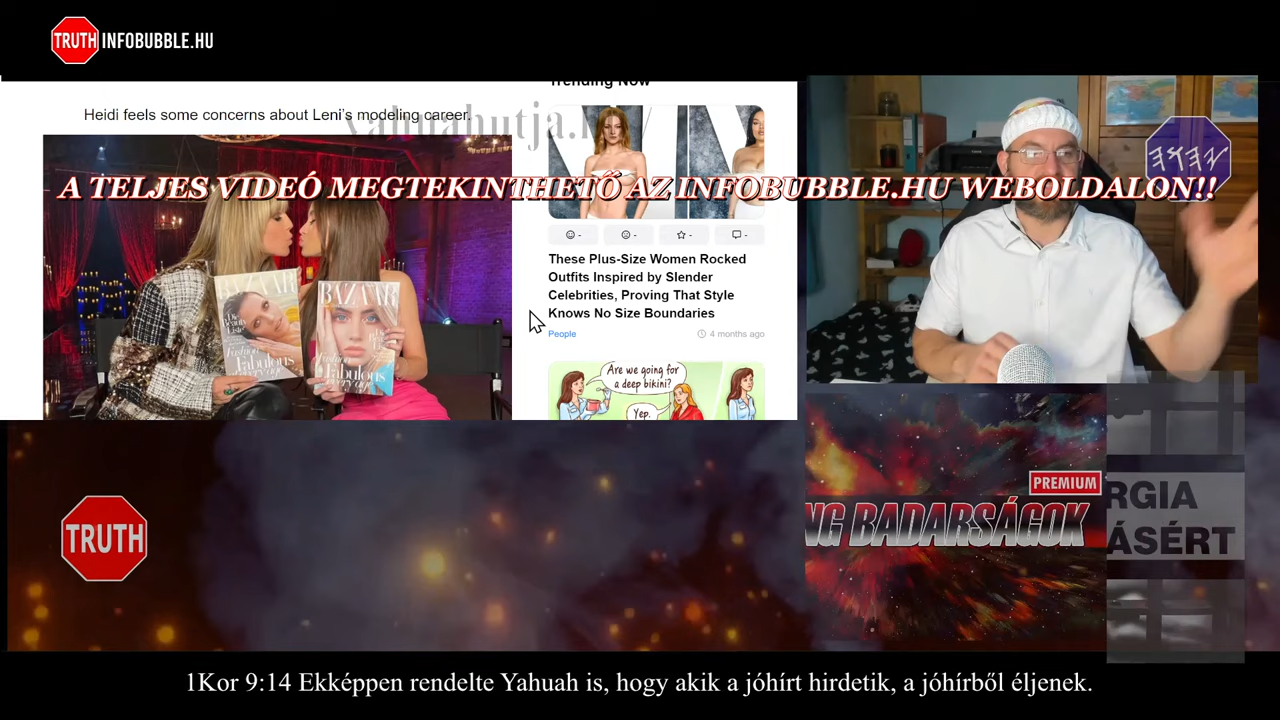 TRUTH INFOBUBBLE.HU
Trending Now
Heidi feels some concerns about Leni's modeling career.
A TELJES VIDEÓ MEGTEKINTHETŐ AZ INFOBUBBLE.HU WEBOLDALON!!
BAZAAR
BAZAAR
Fabulous
Fabulous
These Plus-Size Women Rocked
Outfits Inspired by Slender
Celebrities, Proving That Style
Knows No Size Boundaries
People
4 months ago
Are we going for
a deep bikini?
Yep.
PREMIUM
NG BADARSÁGOK
RGIA
ÁSÉRT
TRUTH
1Kor 9:14 Ekképpen rendelte Yahuah is, hogy akik a jóhírt hirdetik, a jóhírből éljenek.